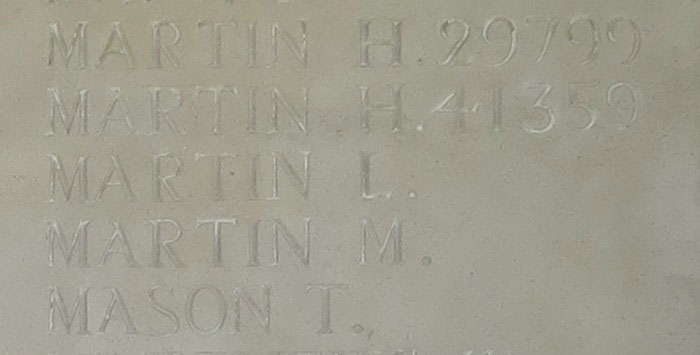 MARTIN H. 29799
MARTIN H. 41359
MARTIN L.
MARTIN M.
MASON T.